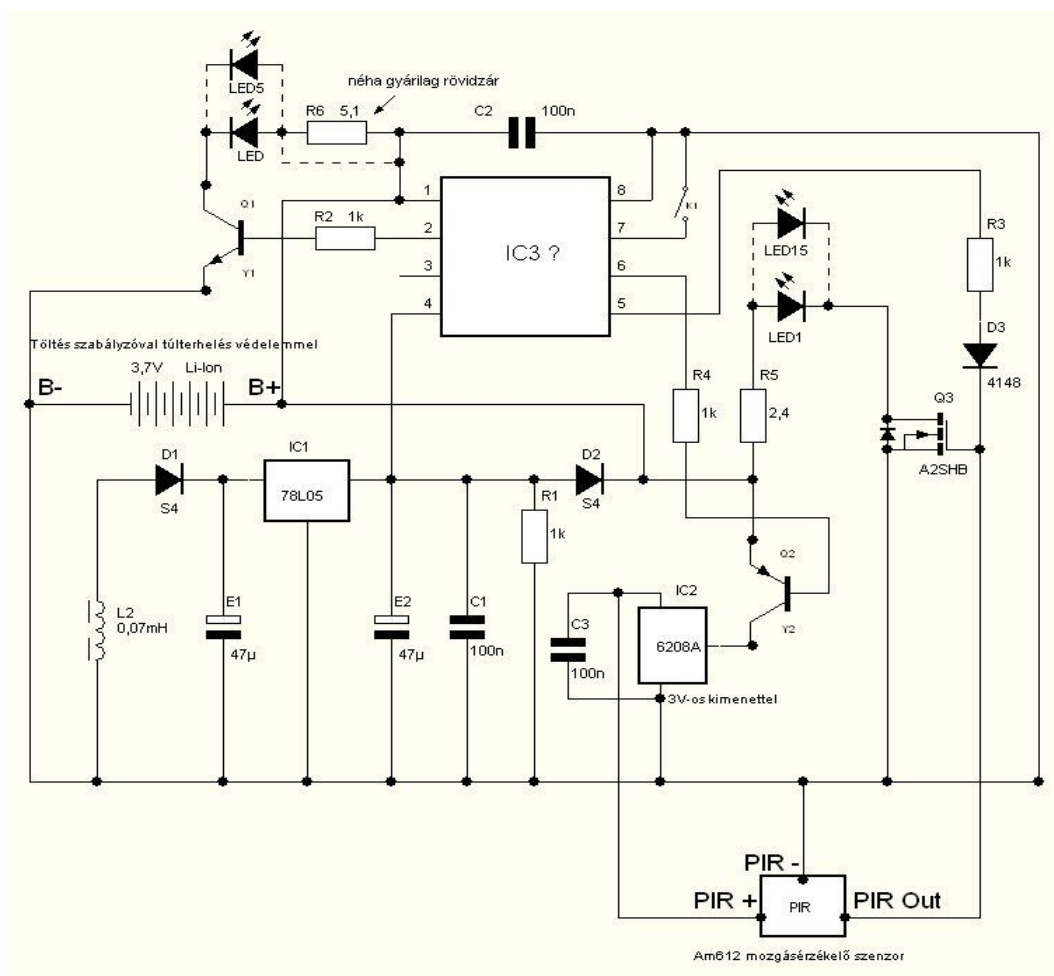 LED5
néha gyárilag rövidzár
R6 5,1
C2 100n
LED
Q1
R2 1k
Y1
1
2
3
4
IC3 ?
8
7
6
5
K1
LED15
LED1
R3
1k
D3
4148
Töltés szabályzóval túlterhelés védelemmel
3,7V Li-Ion
B-
B+
R4
1k
R5
2,4
Q3
A2SHB
D1
S4
IC1
78L05
R1
1k
D2
S4
Q2
Y2
L2
0,07mH
E1
47µ
E2
47µ
C1
100n
C3
100n
IC2
6208A
3V-os kimenettel
PIR -
PIR +
PIR
PIR Out
Am612 mozgásérzékelő szenzor